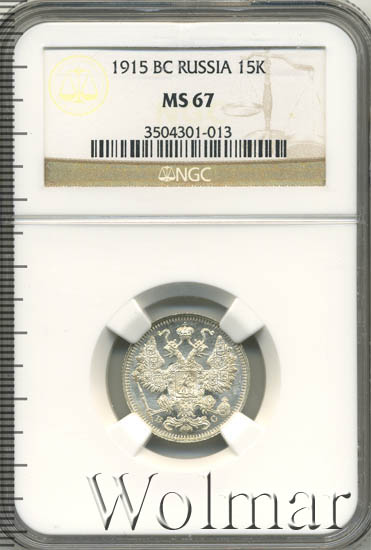 1915 BC RUSSIA 15K
MS 67
3504301-013
NGC
В С
Wolmar